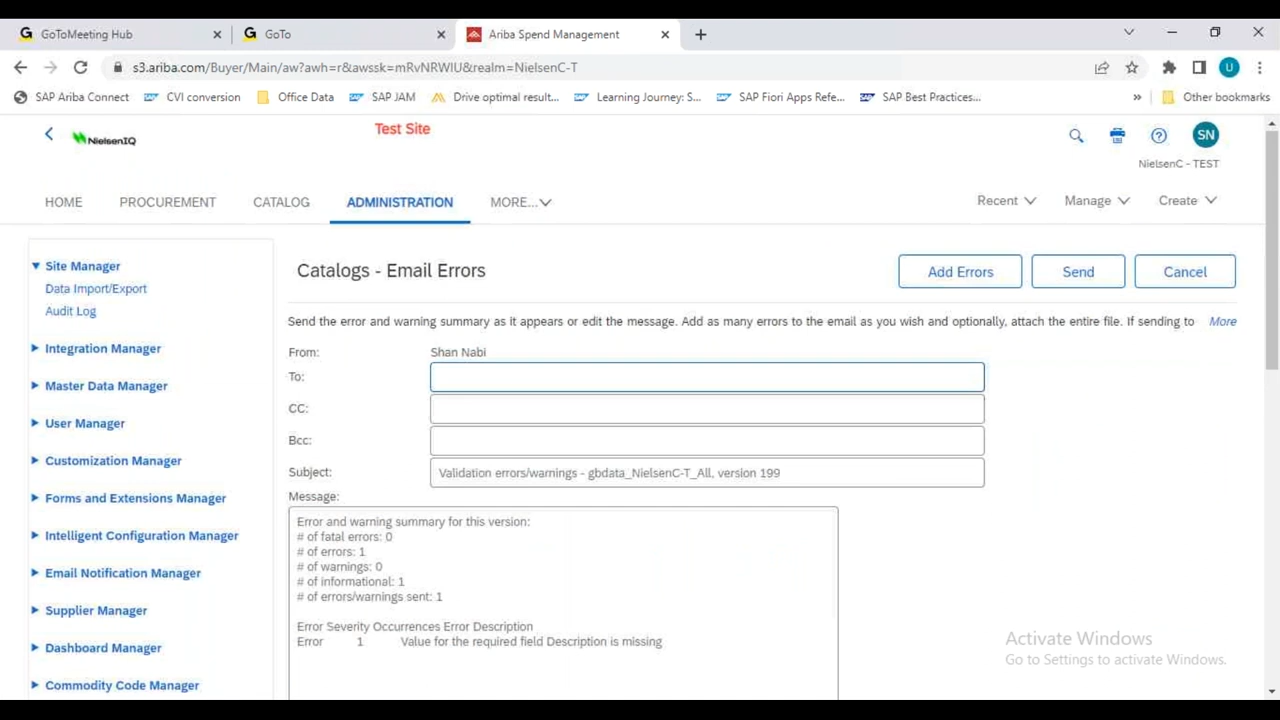 GoToMeeting Hub
GoTo
Ariba Spend Management
s3.ariba.com/Buyer/Main/aw?awh=r&awssk=mRvNRWIU&realm=NielsenC-T
U
SAP Ariba Connect
CVI conversion
Office Data
SAP JAM
Drive optimal result...
Learning Journey: S...
SAP Fiori Apps Refe...
SAP Best Practices...
»
Other bookmarks
NielsenIQ
Test Site
SN
NielsenC - TEST
HOME
PROCUREMENT
CATALOG
ADMINISTRATION
MORE...
Recent
Manage
Create
Site Manager
Data Import/Export
Audit Log
Integration Manager
Master Data Manager
User Manager
Customization Manager
Forms and Extensions Manager
Intelligent Configuration Manager
Email Notification Manager
Supplier Manager
Dashboard Manager
Commodity Code Manager
Catalogs - Email Errors
Add Errors
Send
Cancel
Send the error and warning summary as it appears or edit the message. Add as many errors to the email as you wish and optionally, attach the entire file. If sending to More
From: Shan Nabi
To:
CC:
Bcc:
Subject: Validation errors/warnings - gbdata_NielsenC-T_All, version 199
Message:
Error and warning summary for this version:
# of fatal errors: 0
# of errors: 1
# of warnings: 0
# of informational: 1
# of errors/warnings sent: 1
Error Severity Occurrences Error Description
Error 1 Value for the required field Description is missing
Activate Windows
Go to Settings to activate Windows.